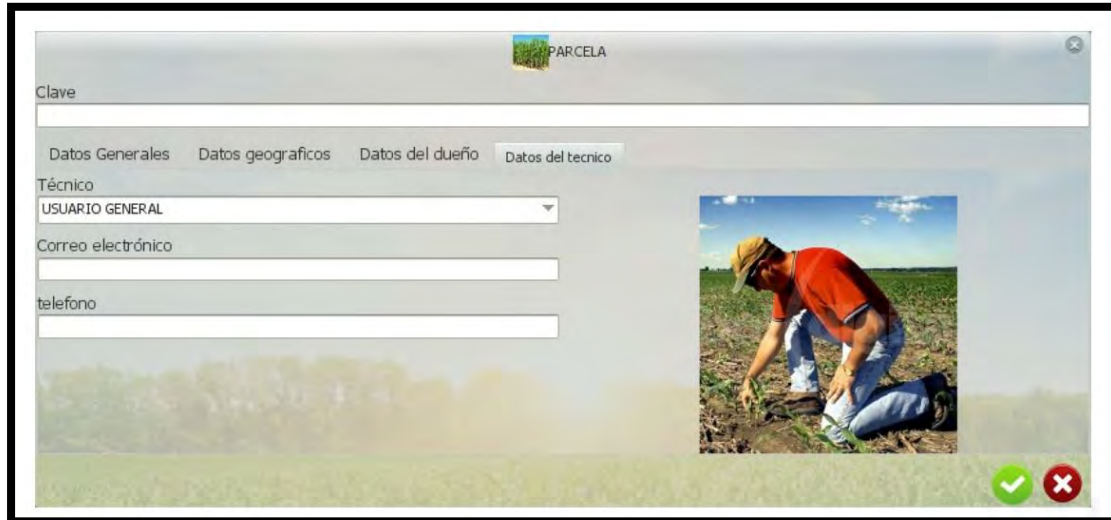 PARCELA
Clave
Datos Generales Datos geograficos Datos del dueño Datos del tecnico
Técnico
USUARIO GENERAL
Correo electrónico
telefono